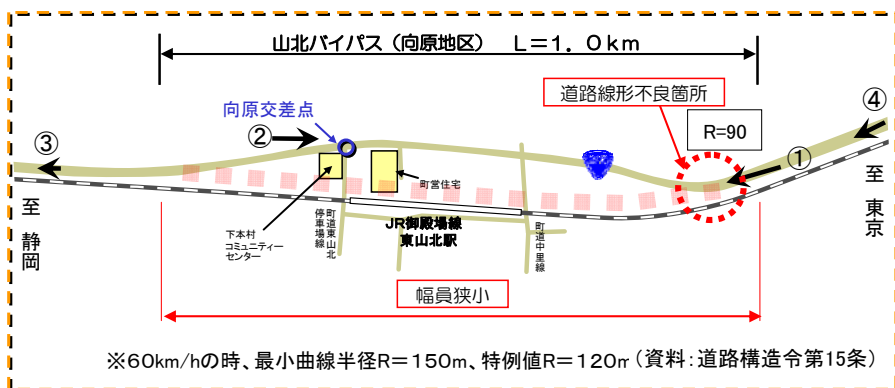 山北バイパス（向原地区）　Ｌ＝１．０ｋｍ
道路線形不良箇所
向原交差点
R=90
④
②
③
①
町営住宅
至 静岡
至 東京
下本村
コミュニティー
センター
町道東山北
停車場線
JR御殿場線
東山北駅
町道中里線
幅員狭小
※60km/hの時、最小曲線半径R＝150m、特例値R＝120㎡（資料：道路構造令第15条）